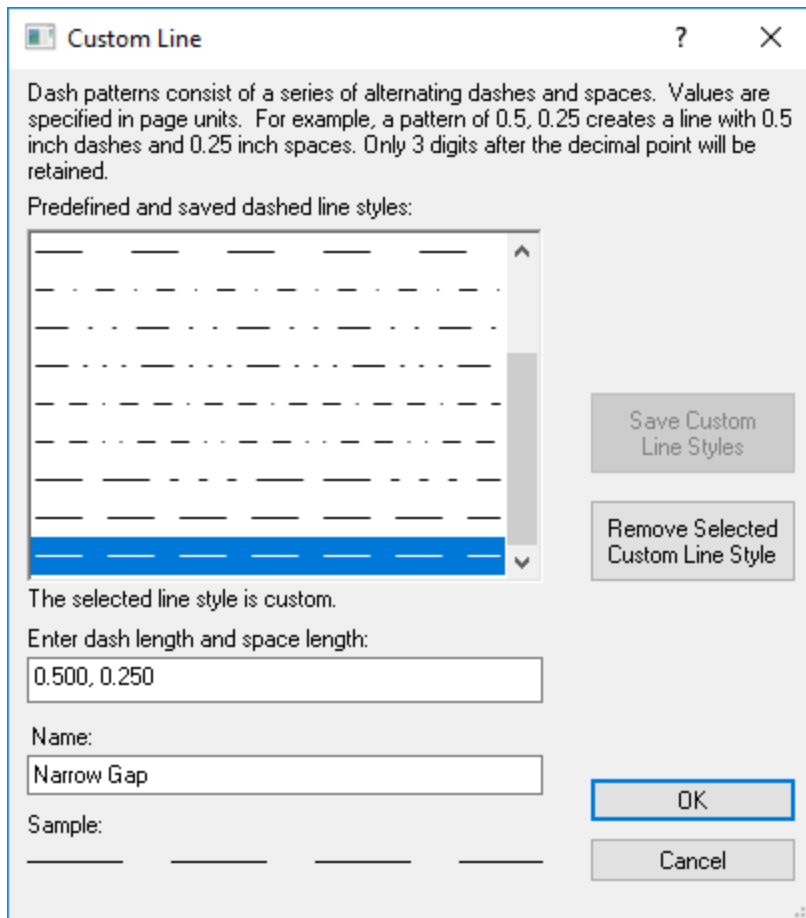 Custom Line
?
Dash patterns consist of a series of alternating dashes and spaces.  Values are
specified in page units.  For example, a pattern of 0.5, 0.25 creates a line with 0.5
inch dashes and 0.25 inch spaces. Only 3 digits after the decimal point will be
retained.
Predefined and saved dashed line styles:
Save Custom
Line Styles
Remove Selected
Custom Line Style
The selected line style is custom.
Enter dash length and space length:
0.500, 0.250
Name:
Narrow Gap
OK
Sample:
Cancel